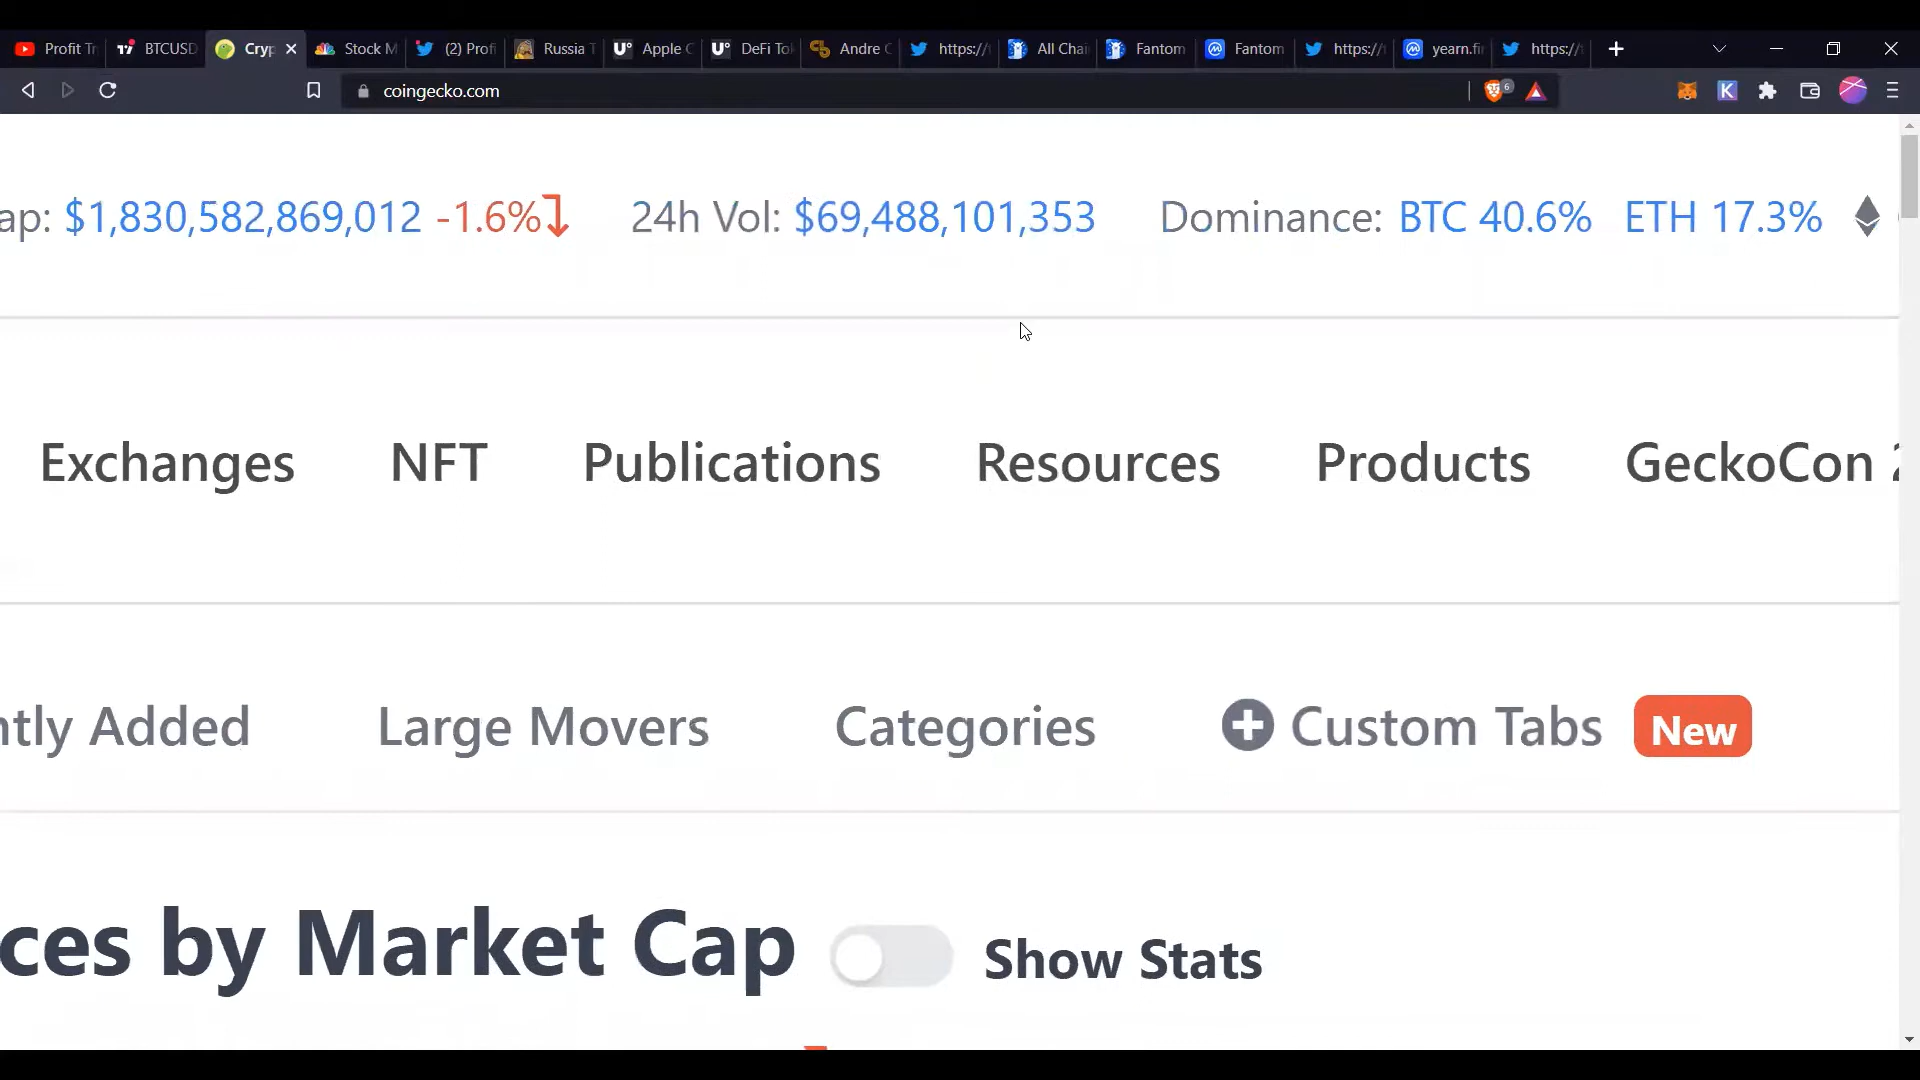 Profit Tr BTCUSD Cryp Stock M (2) Profi Russia T Apple C DeFi Tok Andre C https:// All Chai Fantom Fantom https:// yearn.fi https://
coingecko.com 6 K
ap: $1,830,582,869,012 -1.6% 24h Vol: $69,488,101,353 Dominance: BTC 40.6% ETH 17.3%
Exchanges NFT Publications Resources Products GeckoCon
ntly Added Large Movers Categories Custom Tabs New
ces by Market Cap Show Stats